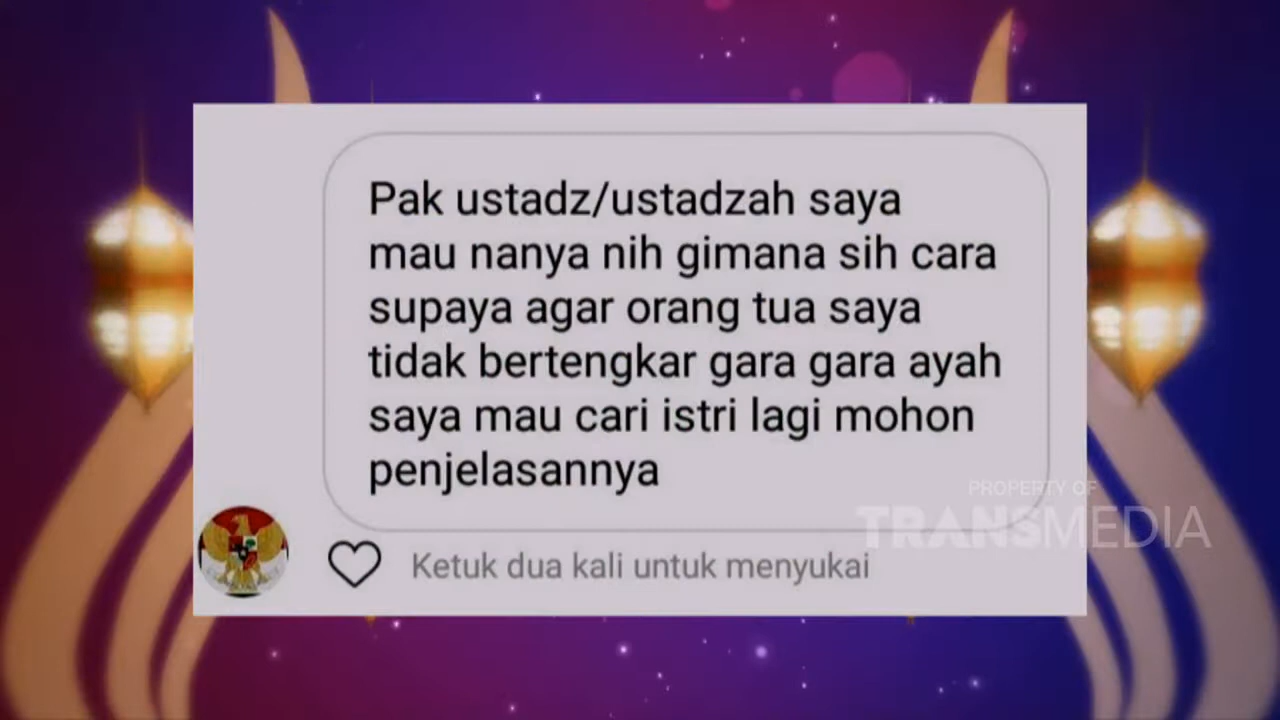 Pak ustadz/ustadzah saya
mau nanya nih gimana sih cara
supaya agar orang tua saya
tidak bertengkar gara gara ayah
saya mau cari istri lagi mohon
penjelasannya
PROPERTY OF
TRANSMEDIA
Ketuk dua kali untuk menyukai